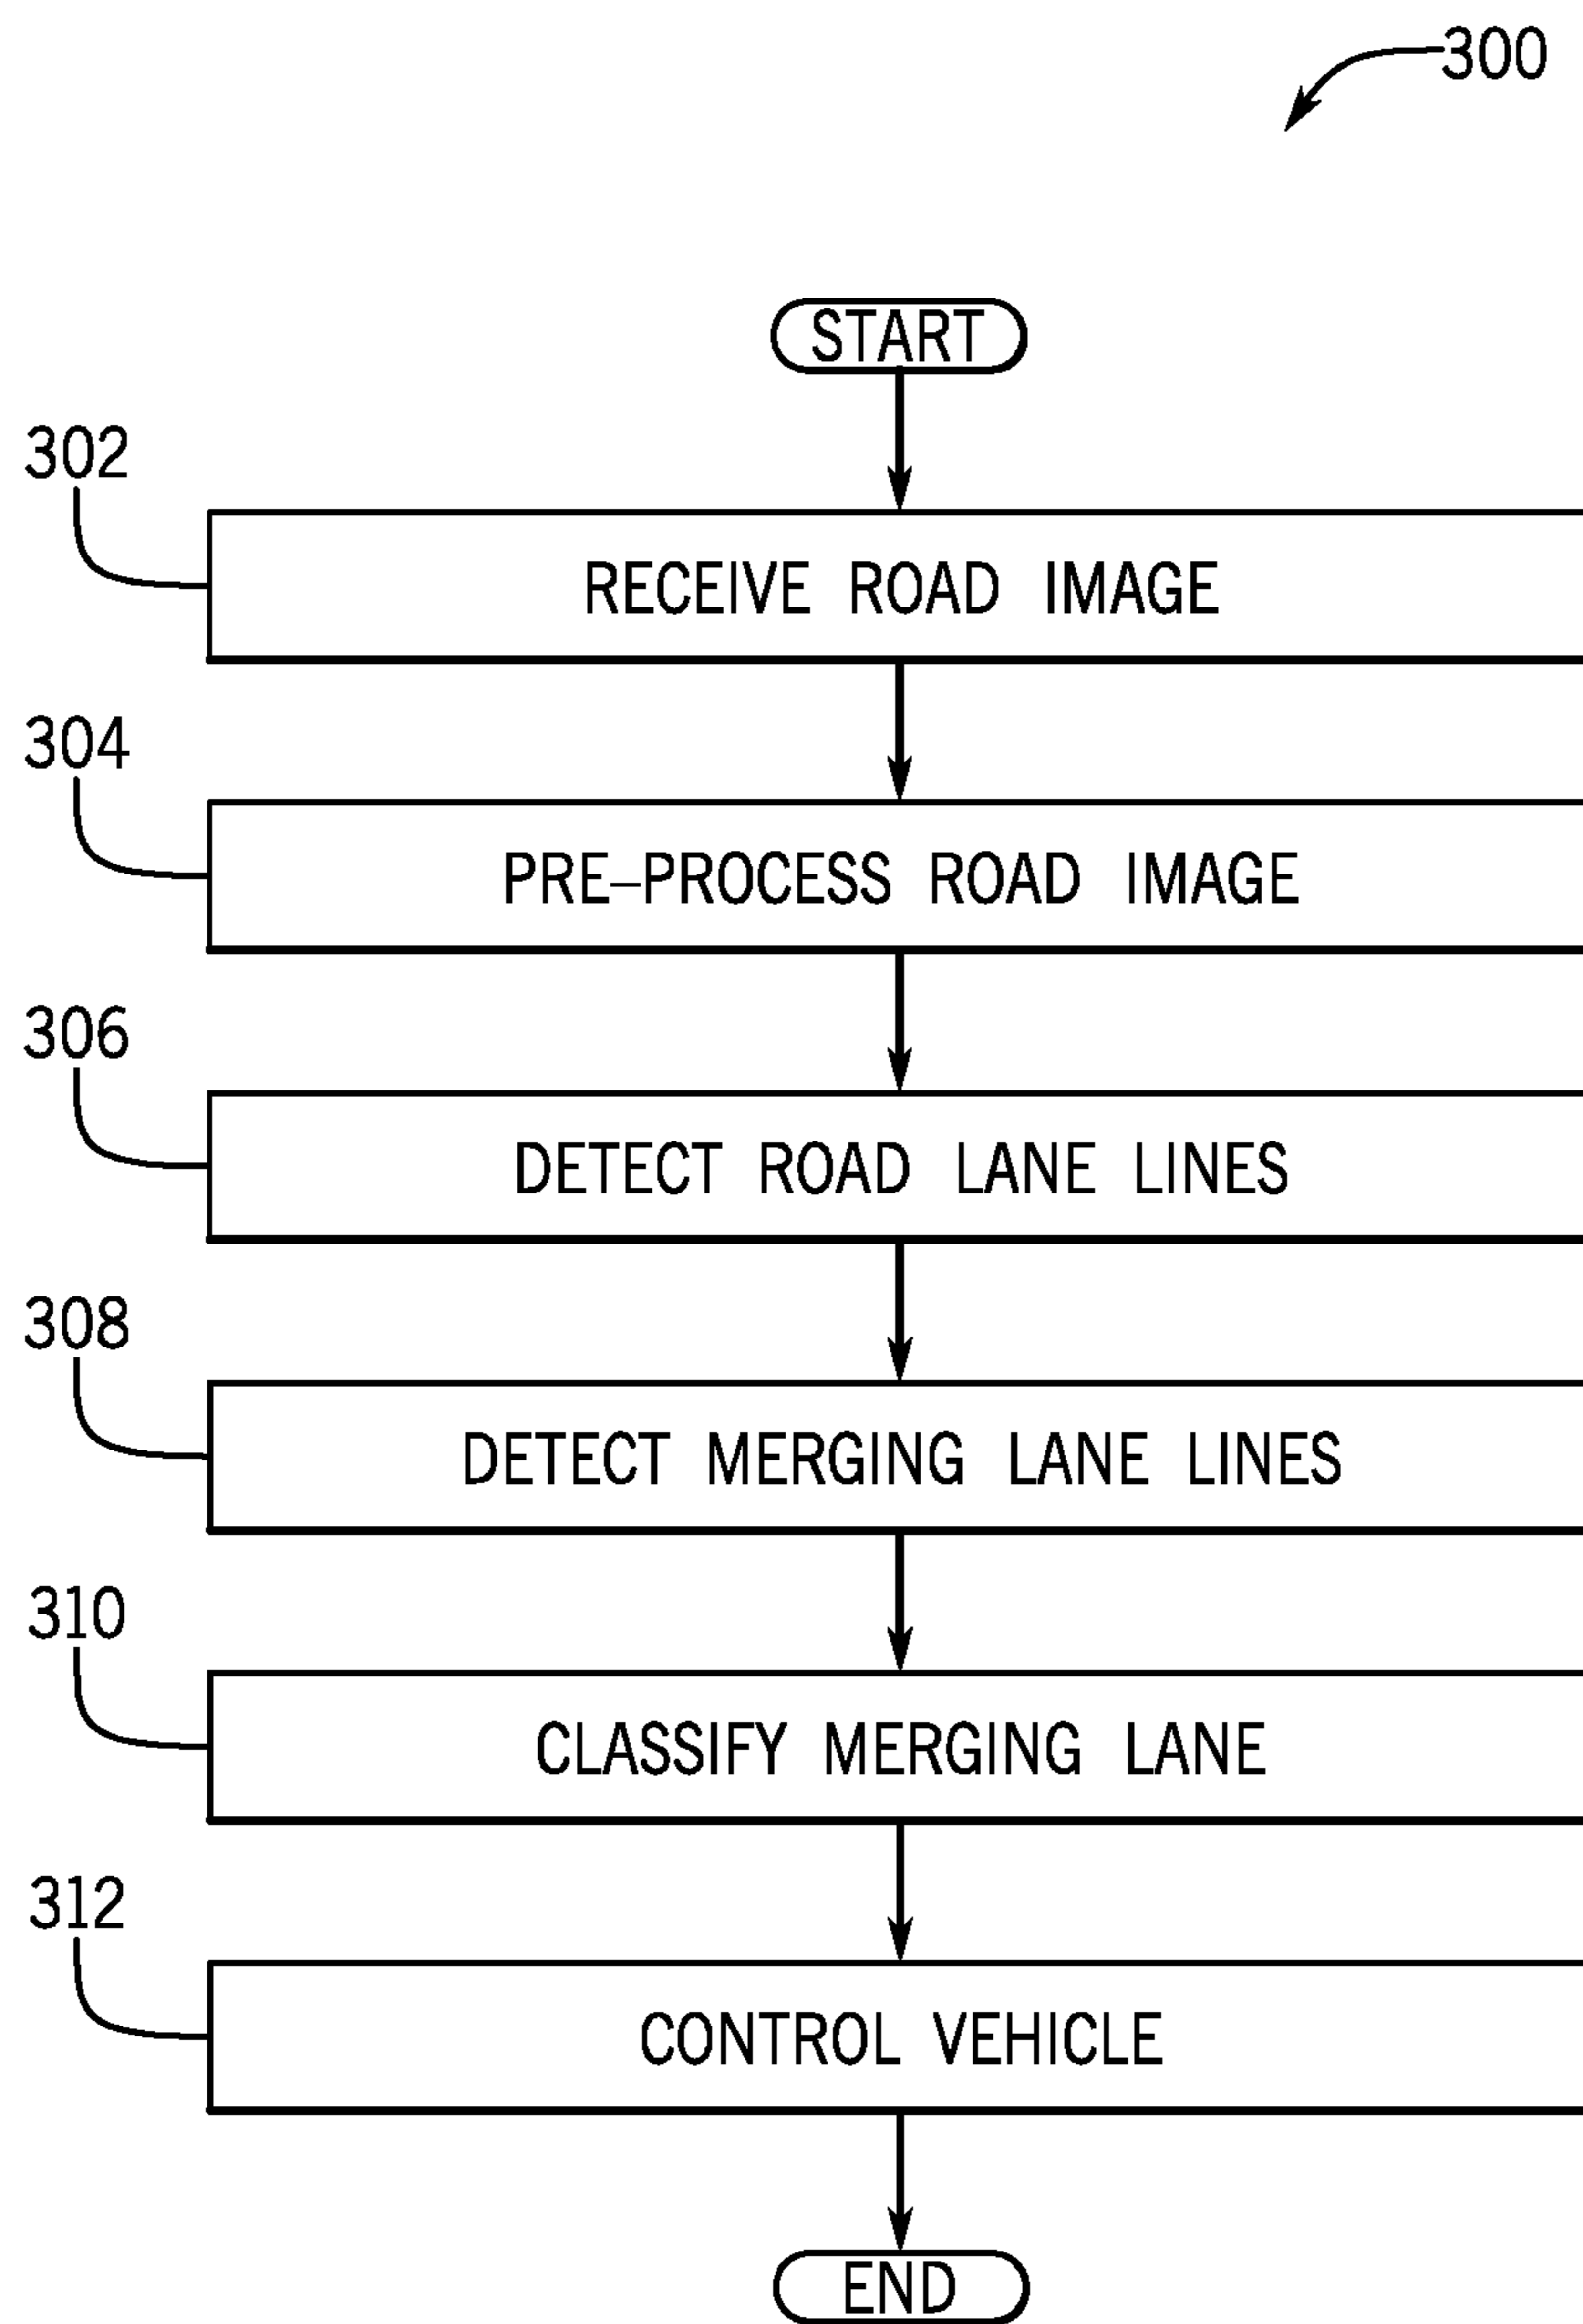 300
START
302
RECEIVE ROAD IMAGE
304
PRE–PROCESS ROAD IMAGE
306
DETECT ROAD LANE LINES
308
DETECT MERGING LANE LINES
310
CLASSIFY MERGING LANE
312
CONTROL VEHICLE
END